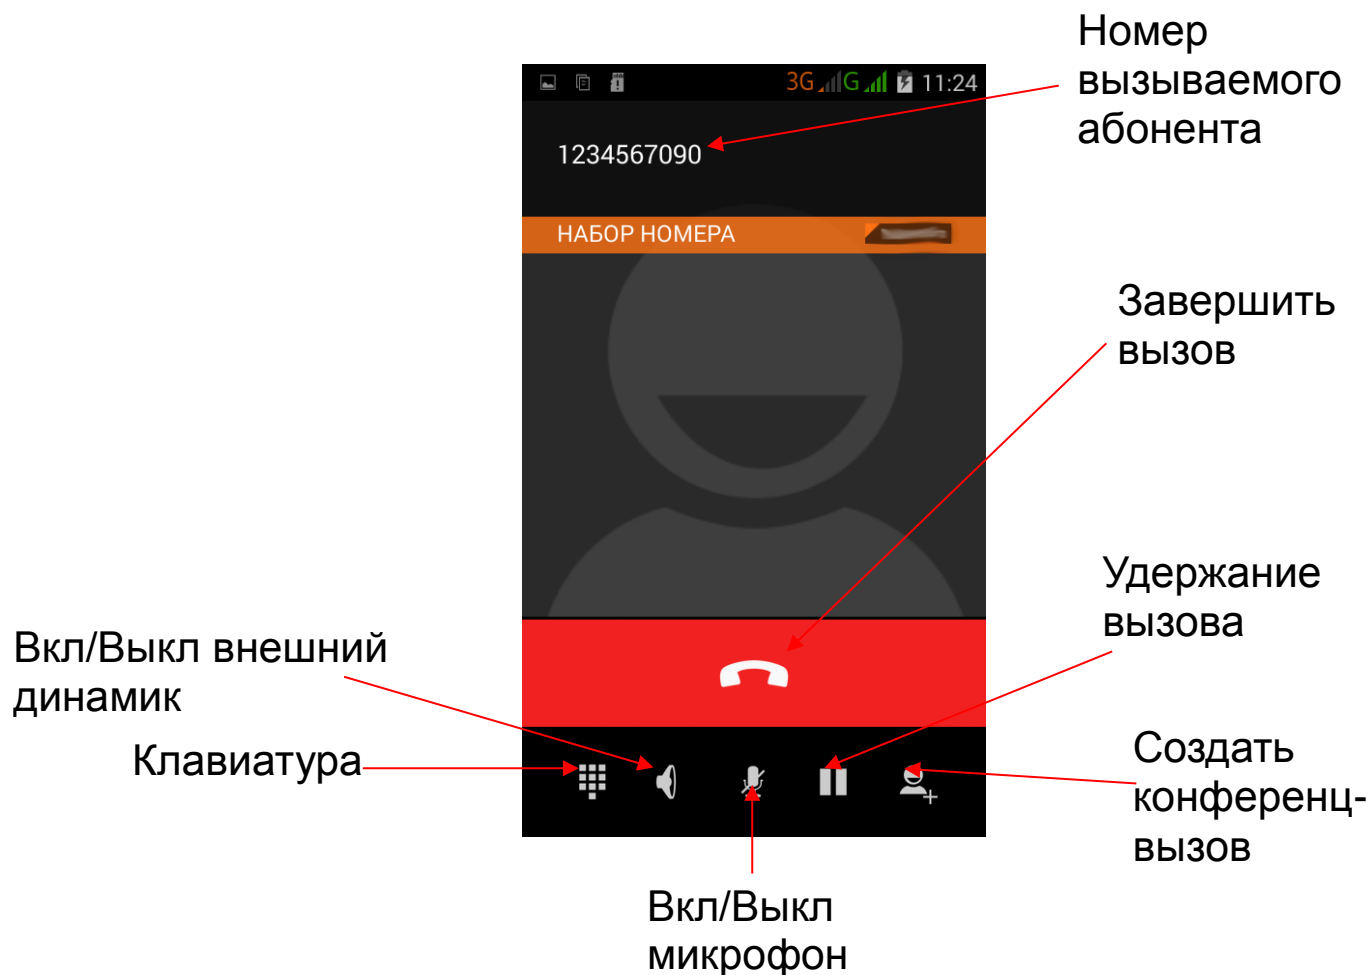 Номер
вызываемого
абонента
3G G 11:24
1234567090
НАБОР НОМЕРА
Завершить
вызов
Удержание
вызова
Вкл/Выкл внешний
динамик
Клавиатура
Создать
конференц-
вызов
Вкл/Выкл
микрофон